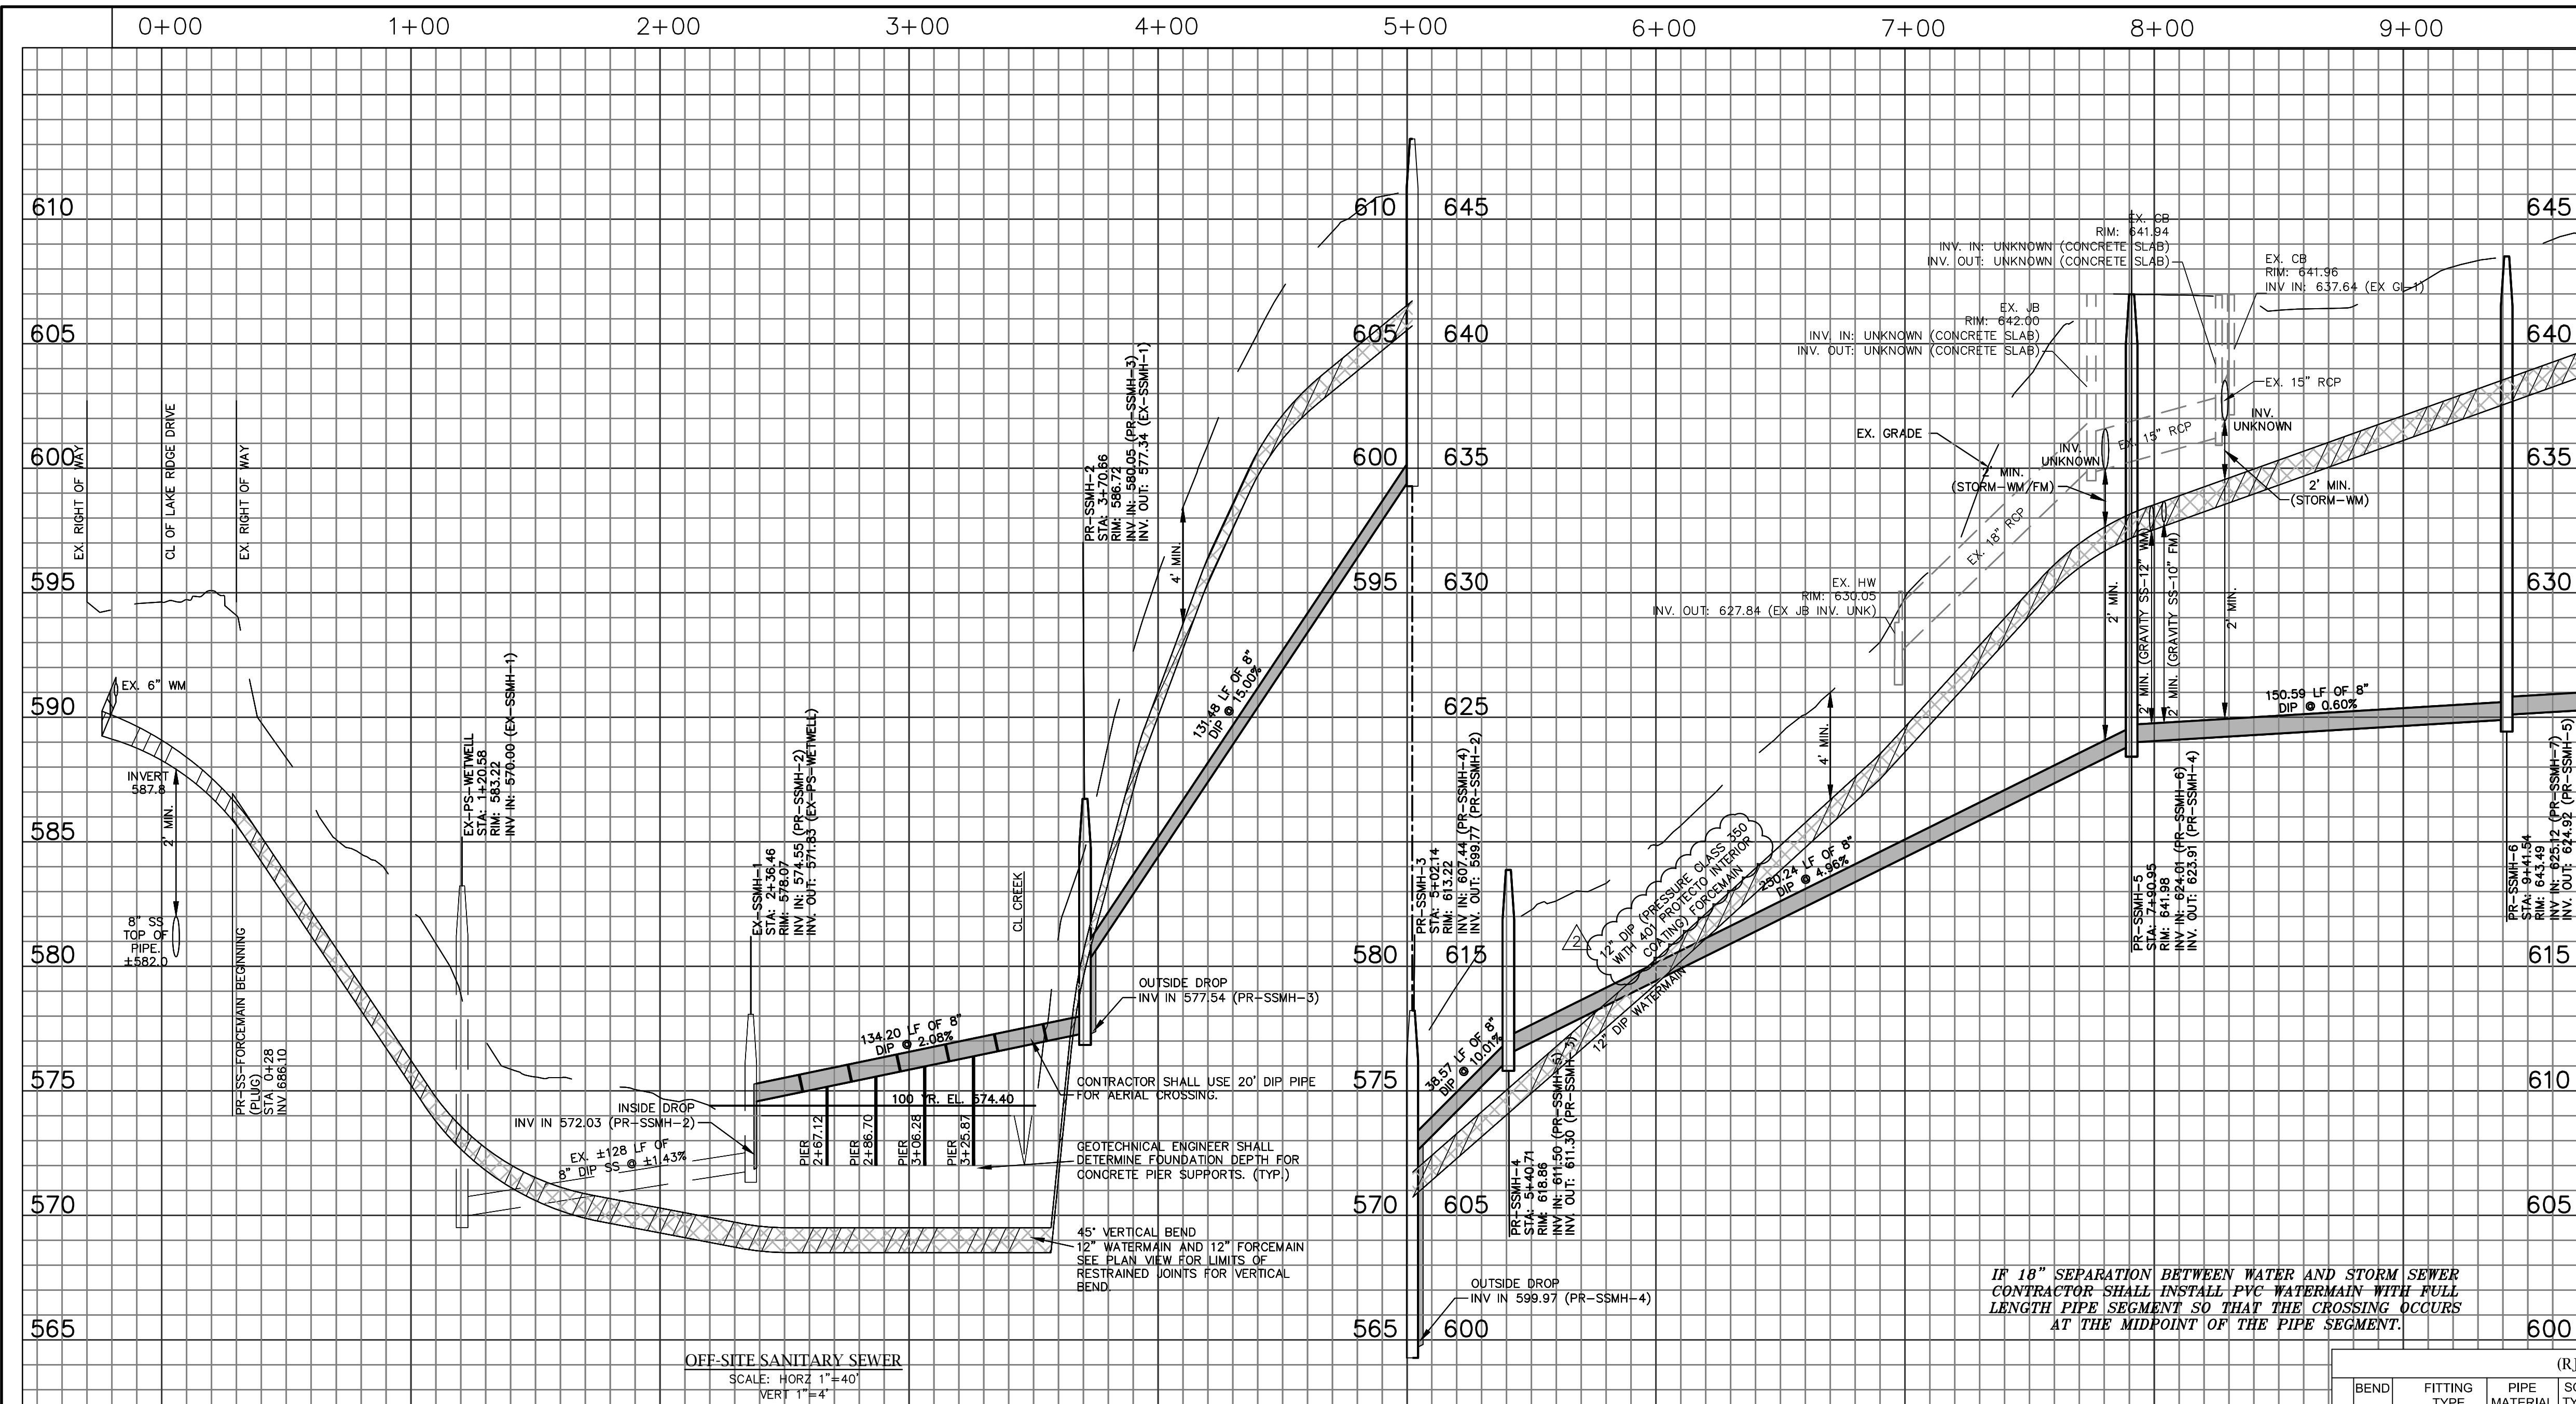 0+00 1+00 2+00 3+00 4+00 5+00 6+00 7+00 8+00 9+00
610 610 645 645
605 605 640 640
600 600 635 635
595 595 630 630
590 590 625 625
585
580 580 615 615
575 575 610 610
570 570 605 605
565 565 600 600
EX. RIGHT OF WAY
CL OF LAKE RIDGE DRIVE
EX. RIGHT OF WAY
EX. 6" WM
INVERT
587.8
2' MIN.
8" SS
TOP OF
PIPE.
±582.0
PR-SS-FORCEMAIN BEGINNING
(PLUG)
STA: 0+28
INV 686.10
EX-PS-WETWELL
STA: 1+20.58
RIM: 583.22
INV IN: 570.00 (EX-SSMH-1)
EX. ±128 LF OF
8" DIP SS @ ±1.43%
INSIDE DROP
INV IN 572.03 (PR-SSMH-2)
EX-SSMH-1
STA: 2+36.46
RIM: 578.07
INV IN: 574.55 (PR-SSMH-2)
INV. OUT: 571.83 (EX-PS-WETWELL)
134.20 LF OF 8"
DIP @ 2.08%
100 YR. EL. 574.40
PIER
2+67.12
PIER
2+86.70
PIER
3+06.28
PIER
3+25.87
CL CREEK
PR-SSMH-2
STA: 3+70.66
RIM: 586.72
INV IN: 580.05 (PR-SSMH-3)
INV. OUT: 577.34 (EX-SSMH-1)
4' MIN.
131.48 LF OF 8"
DIP @ 15.00%
OUTSIDE DROP
INV IN 577.54 (PR-SSMH-3)
CONTRACTOR SHALL USE 20' DIP PIPE
FOR AERIAL CROSSING.
GEOTECHNICAL ENGINEER SHALL
DETERMINE FOUNDATION DEPTH FOR
CONCRETE PIER SUPPORTS. (TYP.)
45° VERTICAL BEND
12" WATERMAIN AND 12" FORCEMAIN
SEE PLAN VIEW FOR LIMITS OF
RESTRAINED JOINTS FOR VERTICAL
BEND.
PR-SSMH-3
STA: 5+02.14
RIM: 613.22
INV IN: 607.44 (PR-SSMH-4)
INV. OUT: 599.77 (PR-SSMH-2)
38.57 LF OF 8"
DIP @ 10.01%
OUTSIDE DROP
INV IN 599.97 (PR-SSMH-4)
PR-SSMH-4
STA: 5+40.71
RIM: 618.86
INV IN: 611.50 (PR-SSMH-5)
INV. OUT: 611.30 (PR-SSMH-3)
2
12" DIP (PRESSURE CLASS 350
WITH 401 PROTECTO INTERIOR
COATING) FORCEMAIN
12" DIP WATERMAIN
250.24 LF OF 8"
DIP @ 4.96%
4' MIN.
EX. HW
RIM: 630.05
INV. OUT: 627.84 (EX JB INV. UNK)
EX. GRADE
EX. 18" RCP
EX. JB
RIM: 642.00
INV. IN: UNKNOWN (CONCRETE SLAB)
INV. OUT: UNKNOWN (CONCRETE SLAB)
EX. CB
RIM: 641.94
INV. IN: UNKNOWN (CONCRETE SLAB)
INV. OUT: UNKNOWN (CONCRETE SLAB)
EX. CB
RIM: 641.96
INV IN: 637.64 (EX GI-1)
EX. 15" RCP
EX. 15" RCP
INV.
UNKNOWN
INV.
UNKNOWN
2' MIN.
(STORM-WM/FM)
2' MIN.
(STORM-WM)
2' MIN.
2' MIN. (GRAVITY SS-12" WM)
2' MIN. (GRAVITY SS-10" FM)
2' MIN.
PR-SSMH-5
STA: 7+90.95
RIM: 641.98
INV IN: 624.01 (PR-SSMH-6)
INV. OUT: 623.91 (PR-SSMH-4)
150.59 LF OF 8"
DIP @ 0.60%
PR-SSMH-6
STA: 9+41.54
RIM: 643.49
INV IN: 625.12 (PR-SSMH-7)
INV. OUT: 624.92 (PR-SSMH-5)
IF 18" SEPARATION BETWEEN WATER AND STORM SEWER
CONTRACTOR SHALL INSTALL PVC WATERMAIN WITH FULL
LENGTH PIPE SEGMENT SO THAT THE CROSSING OCCURS
AT THE MIDPOINT OF THE PIPE SEGMENT.
OFF-SITE SANITARY SEWER
SCALE: HORZ 1"=40'
VERT 1"=4'
BEND FITTING PIPE
TYPE MATERIAL